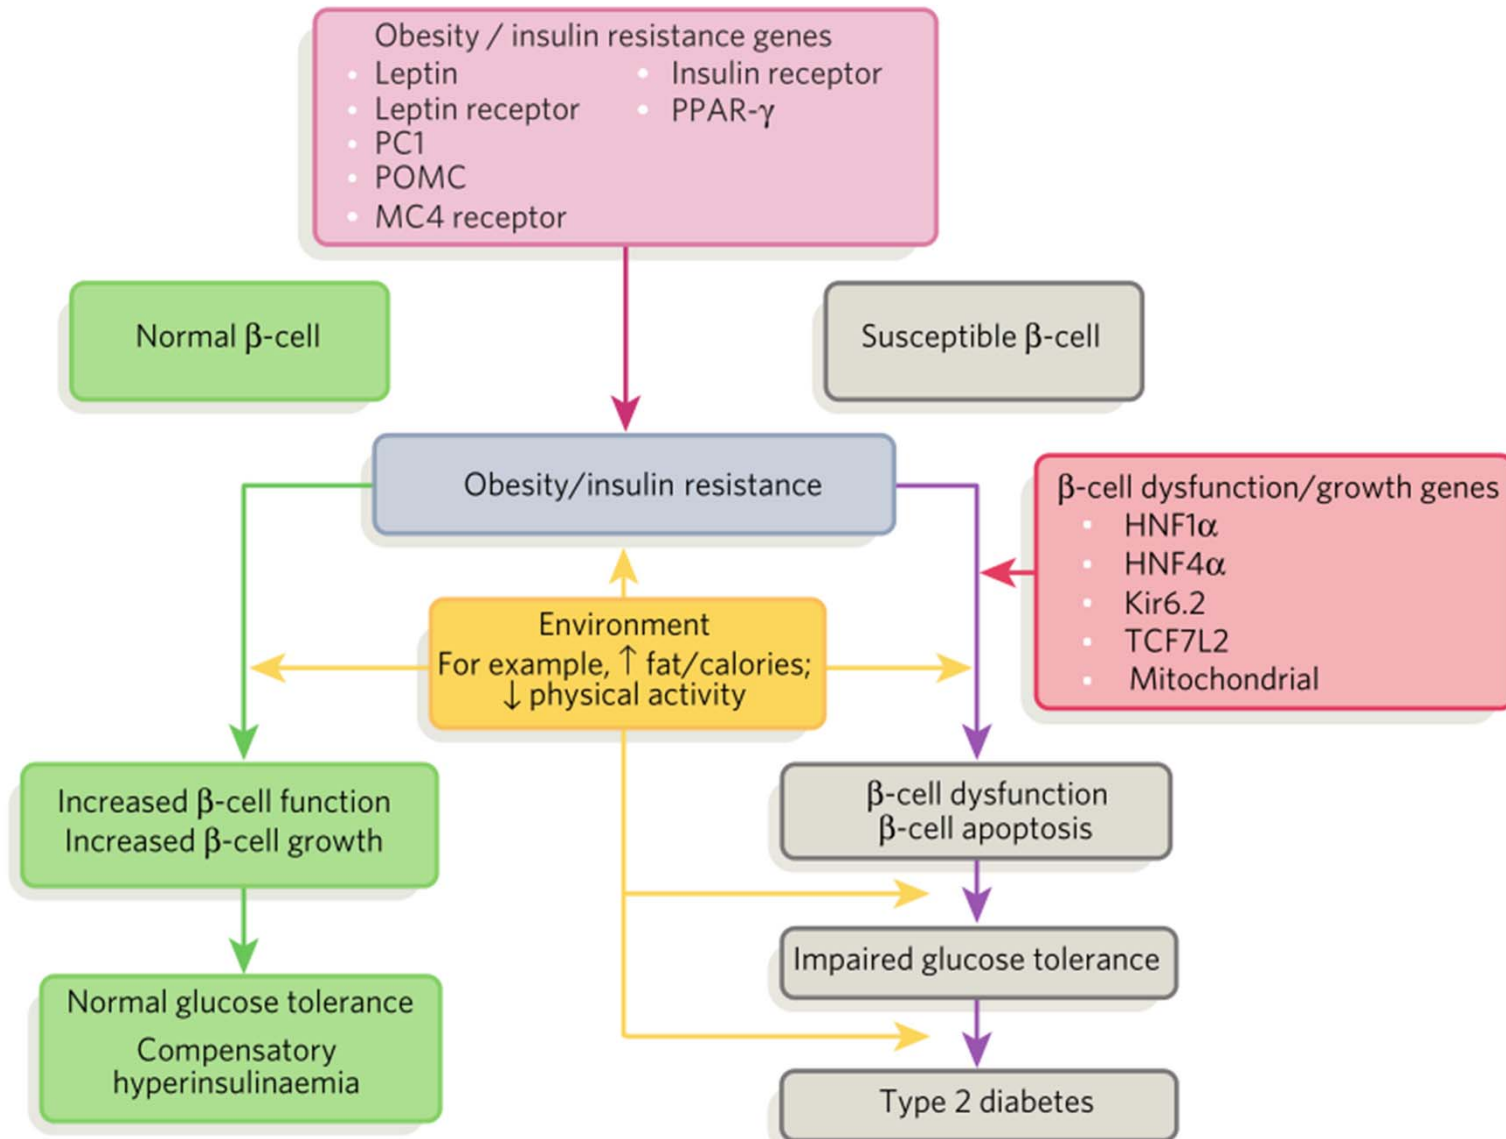 Obesity / insulin resistance genes
• Leptin
• Leptin receptor
• PC1
• POMC
• MC4 receptor
• Insulin receptor
• PPAR-γ
Normal β-cell
Susceptible β-cell
Obesity/insulin resistance
β-cell dysfunction/growth genes
• HNF1α
• HNF4α
• Kir6.2
• TCF7L2
• Mitochondrial
Environment
For example, ↑ fat/calories;
↓ physical activity
Increased β-cell function
Increased β-cell growth
β-cell dysfunction
β-cell apoptosis
Impaired glucose tolerance
Normal glucose tolerance
Compensatory
hyperinsulinaemia
Type 2 diabetes